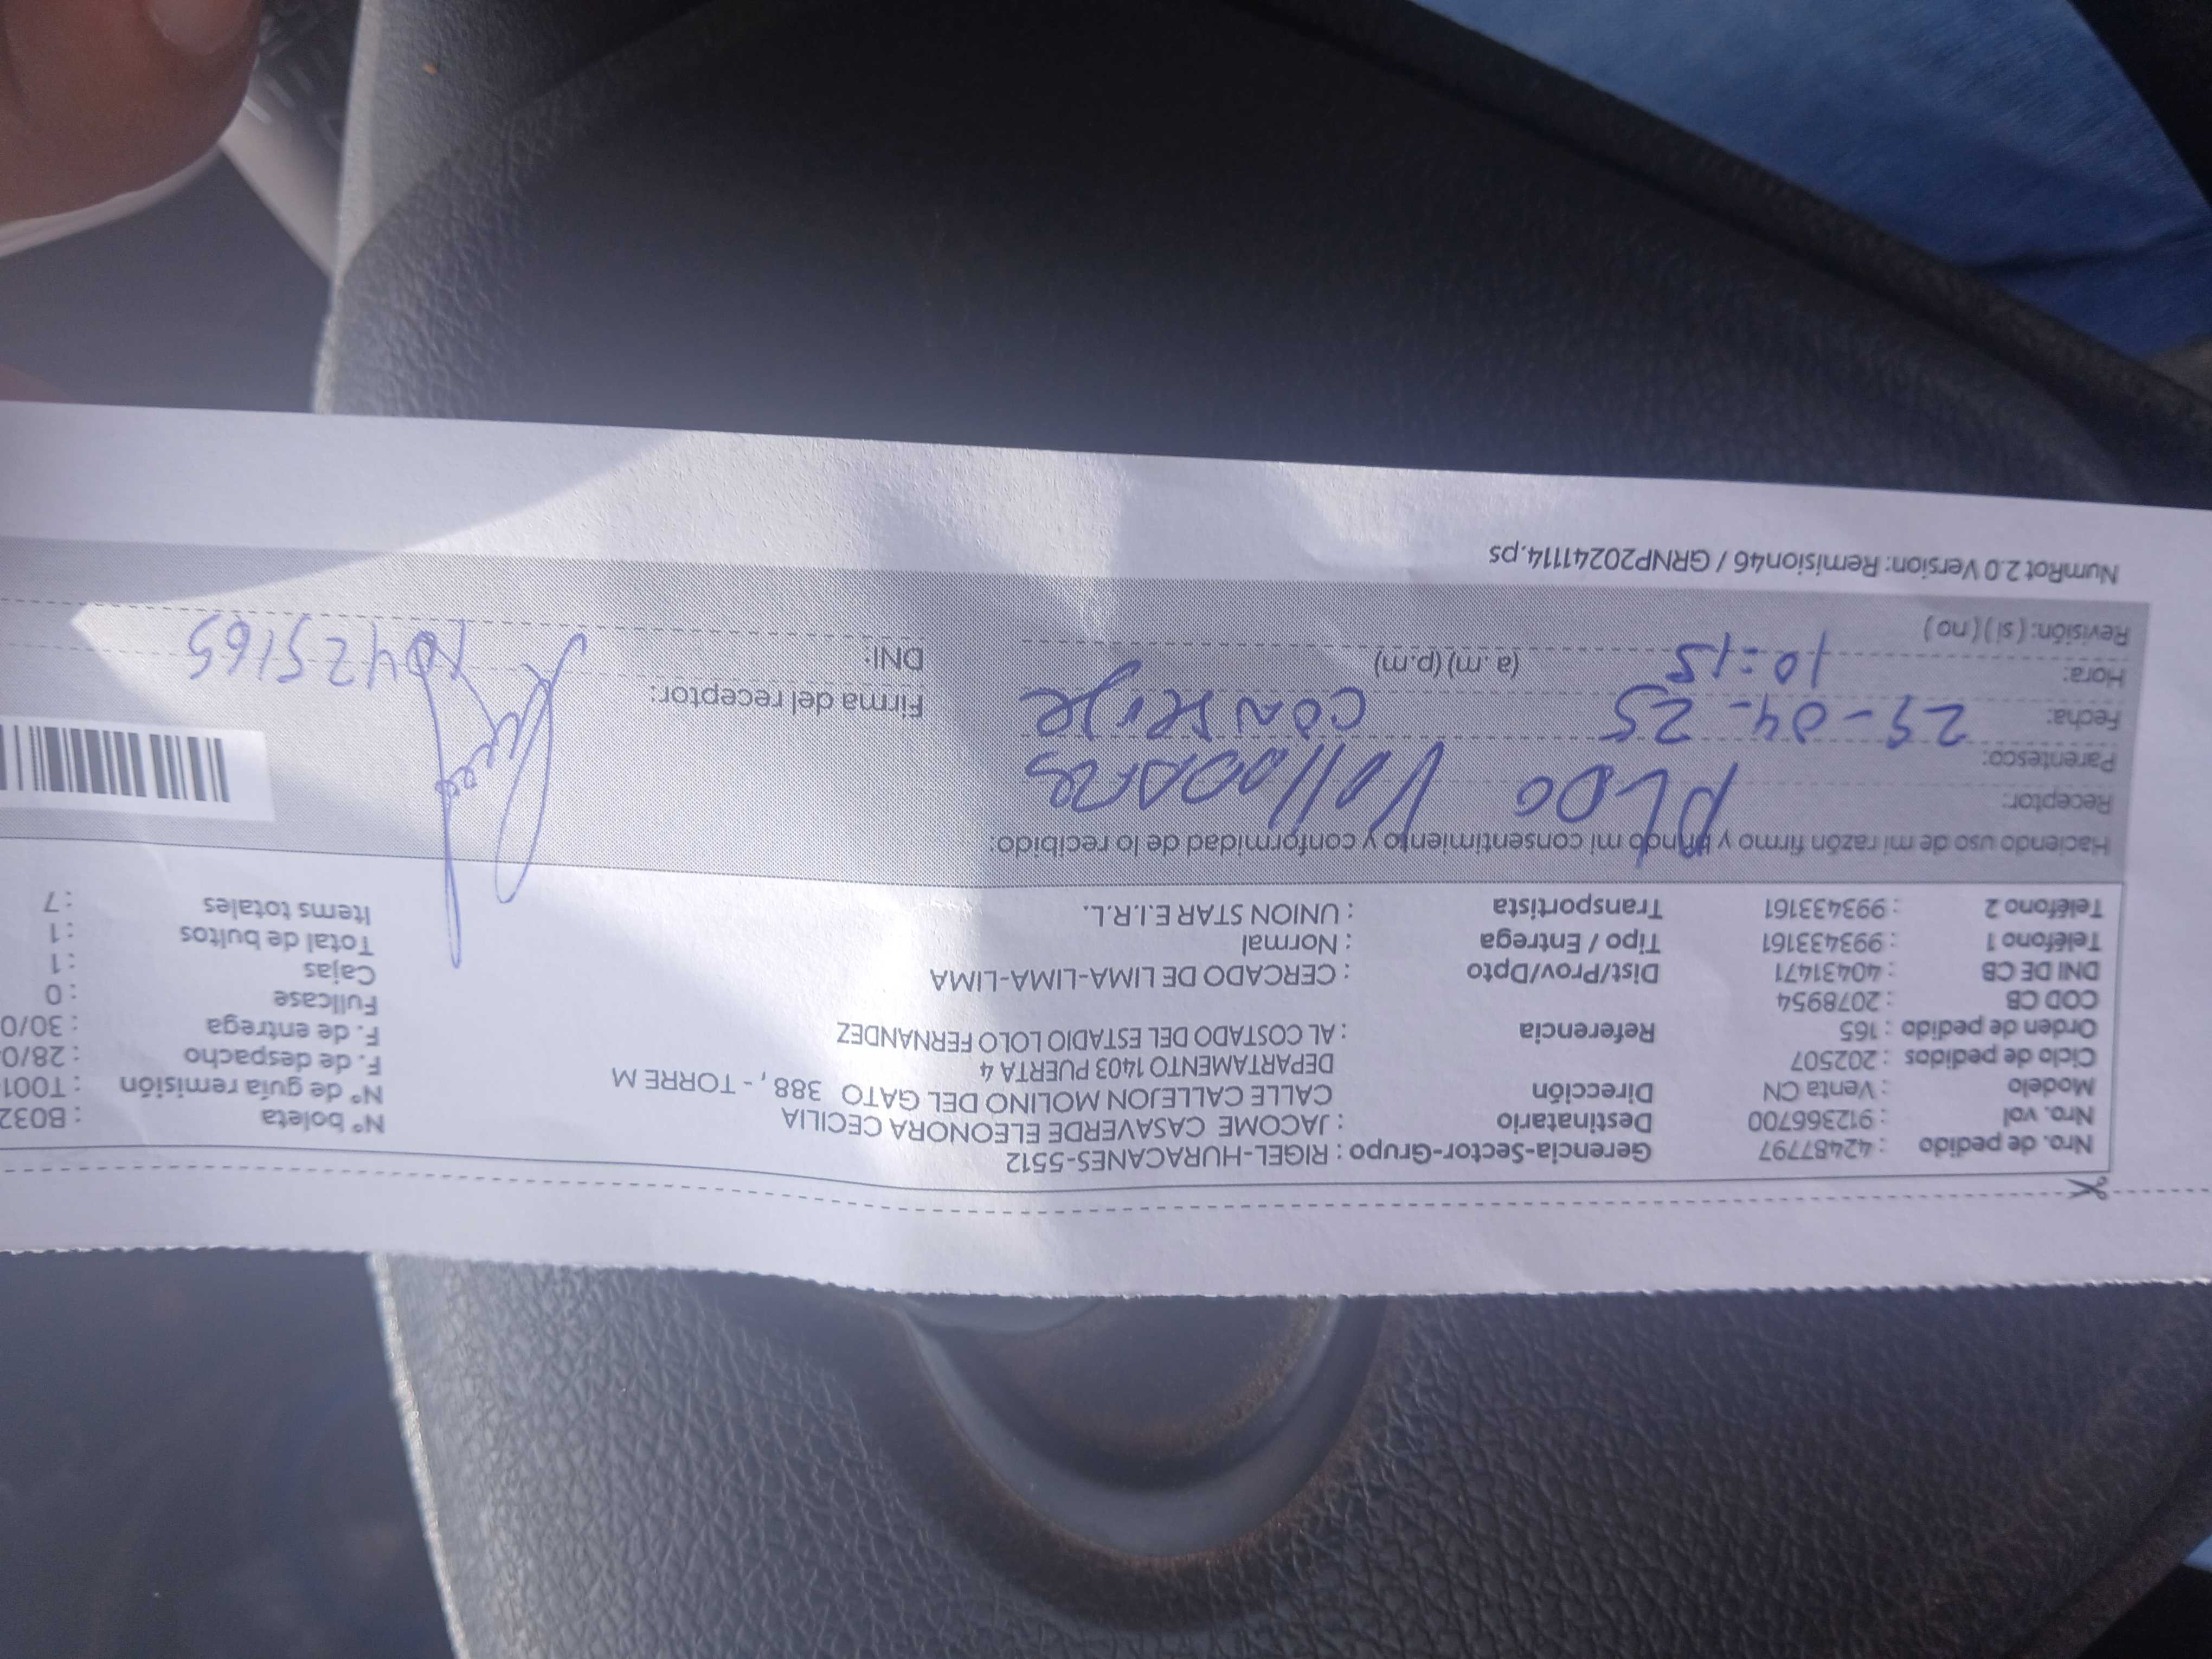 Nro. de pedido : 42487797 Gerencia-Sector-Grupo : RIGEL-HURACANES-5512
Nro. vol : 912366700 Destinatario : JACOME CASAVERDE ELEONORA CECILIA N° boleta : B032
Modelo : Venta CN Dirección CALLE CALLEJON MOLINO DEL GATO 388 , - TORRE M N° de guía remisión : T001
Ciclo de pedidos : 202507 DEPARTAMENTO 1403 PUERTA 4 F. de despacho : 28/0
Orden de pedido : 165 Referencia : AL COSTADO DEL ESTADIO LOLO FERNANDEZ F. de entrega : 30/0
COD CB : 2078954 Fullcase : 0
DNI DE CB : 40431471 Dist/Prov/Dpto : CERCADO DE LIMA-LIMA-LIMA Cajas : 1
Teléfono 1 : 993433161 Tipo / Entrega : Normal Total de bultos : 1
Teléfono 2 : 993433161 Transportista : UNION STAR E.I.R.L. Items totales : 7
Haciendo uso de mi razón firmo y brindo mi consentimiento y conformidad de lo recibido:
Receptor:
Parentesco: conserje
Fecha: 29-04-25 Firma del receptor:
Hora: 10:15 (a.m) (p.m) DNI:
Revisión: ( si ) ( no )
NumRot 2.0 Version: Remision46 / GRNP20241114.ps